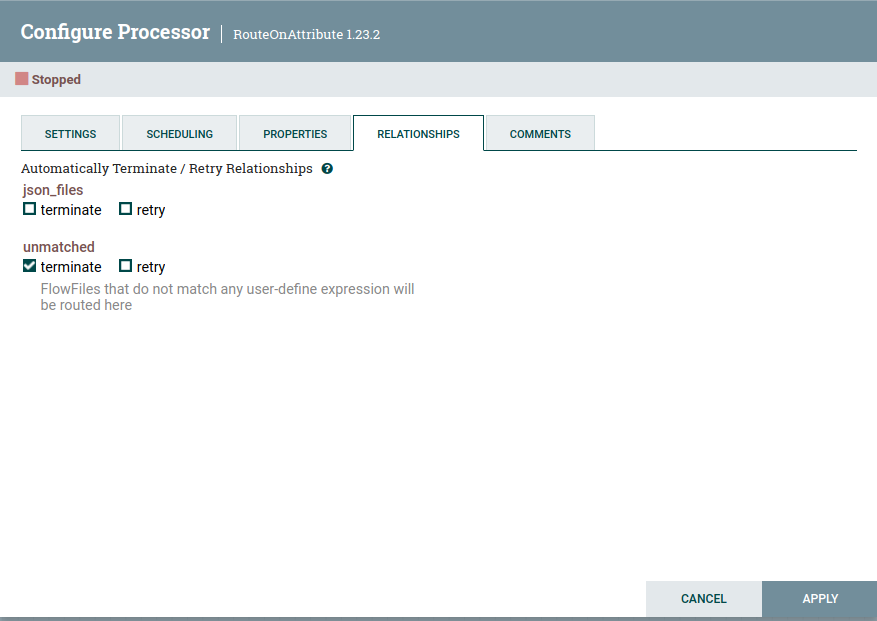 Configure Processor | RouteOnAttribute 1.23.2
Stopped
SETTINGS SCHEDULING PROPERTIES RELATIONSHIPS COMMENTS
Automatically Terminate / Retry Relationships ?
json_files
terminate retry
unmatched
terminate retry
FlowFiles that do not match any user-define expression will
be routed here
CANCEL APPLY